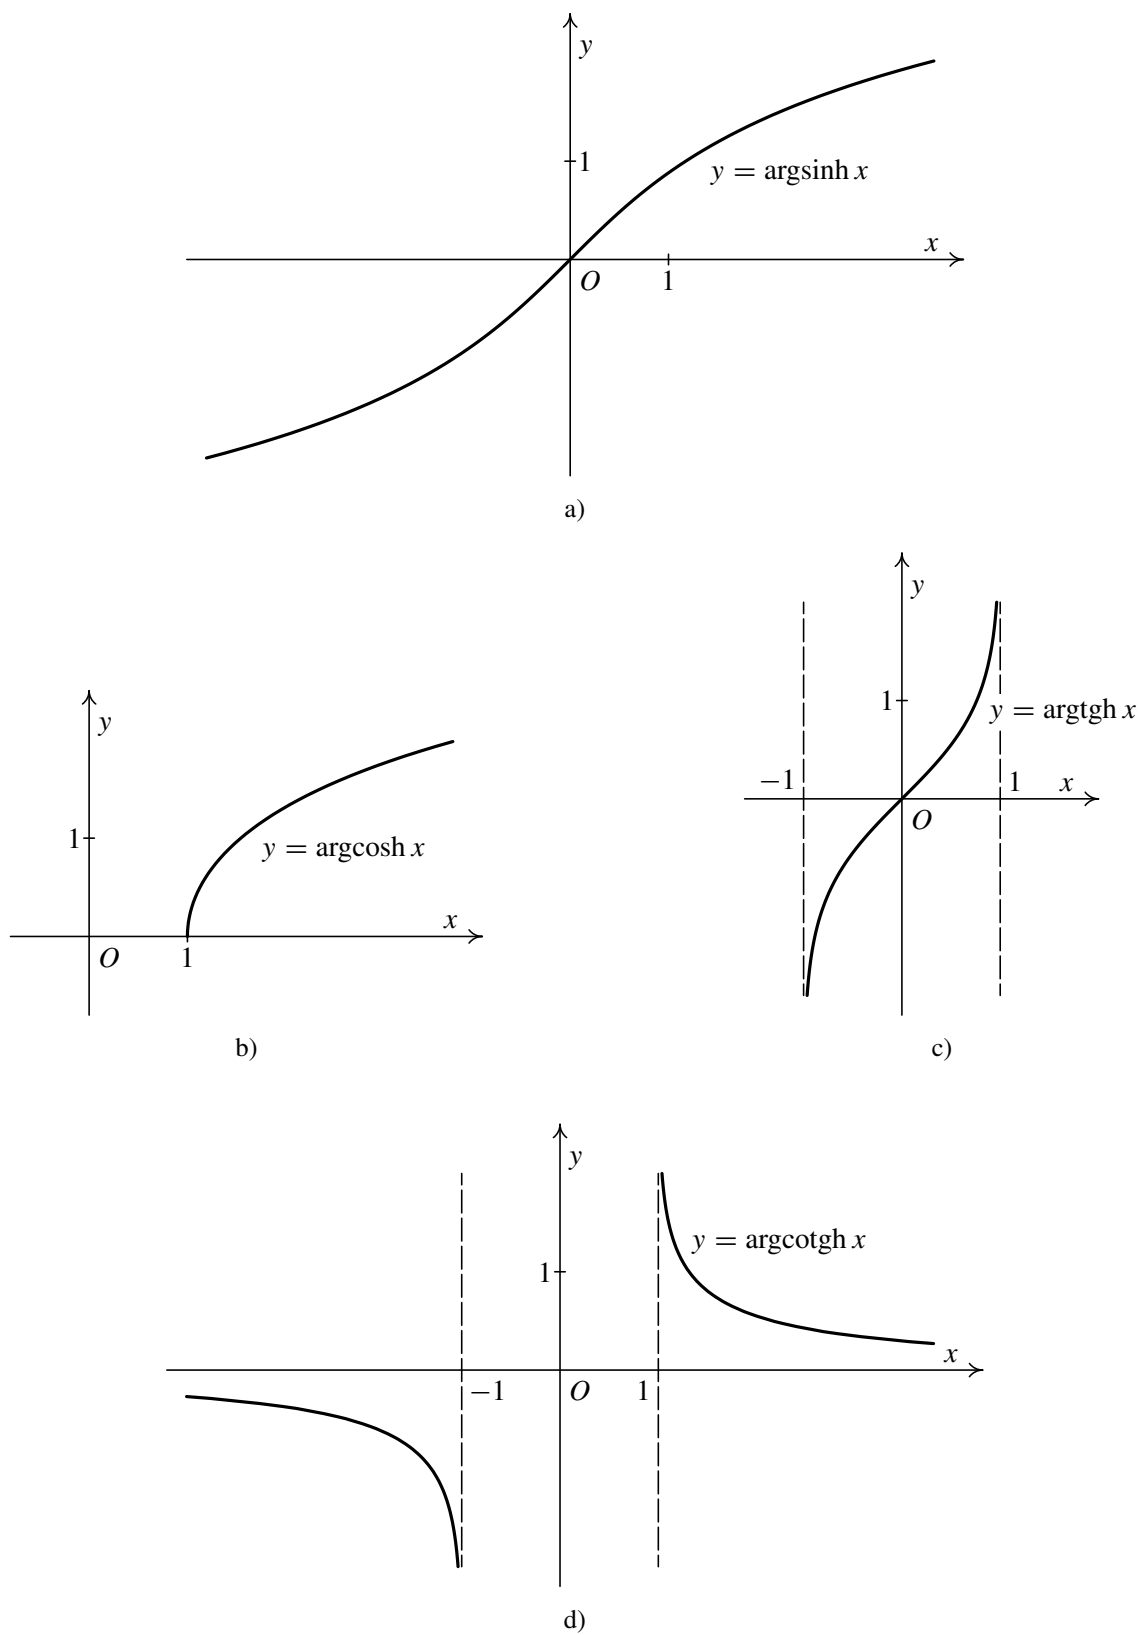 y
1
y = argsinh x
x
O
1
a)
y
1
y = argcosh x
x
O
1
b)
y
1
y = argtgh x
−1
1
x
O
c)
y
y = argcotgh x
1
x
−1
O
1
d)